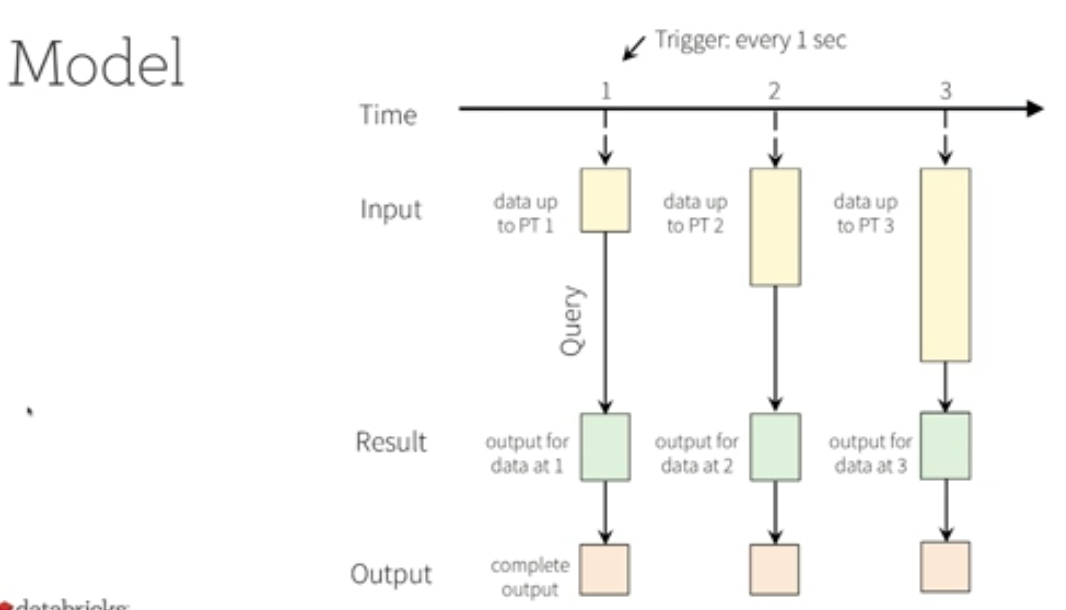 Model
Trigger: every 1 sec
1 2 3
Time
Input
data up
to PT 1
data up
to PT 2
data up
to PT 3
Query
Result
output for
data at 1
output for
data at 2
output for
data at 3
Output
complete
output
databricks